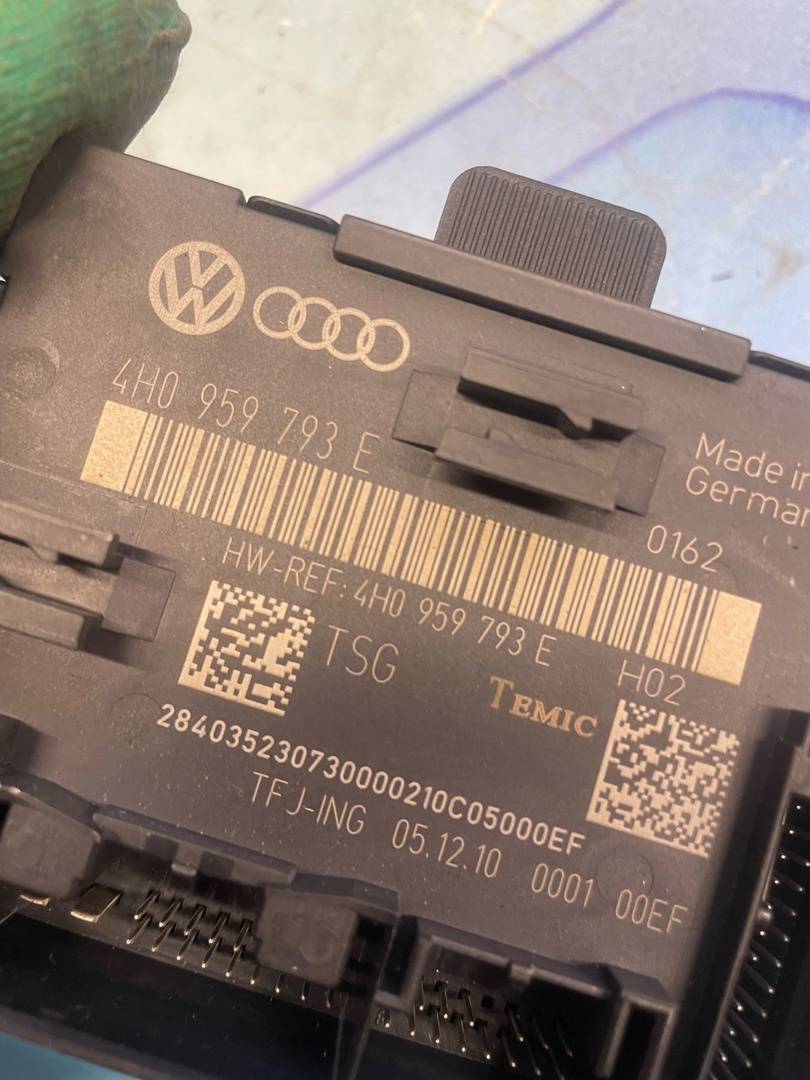 4H0 959 793 E
Made in
German
0162
HW-REF: 4H0 959 793 E H02
TSG
TEMIC
284035230730000210C05000EF
TFJ-ING 05.12.10 0001 00EF